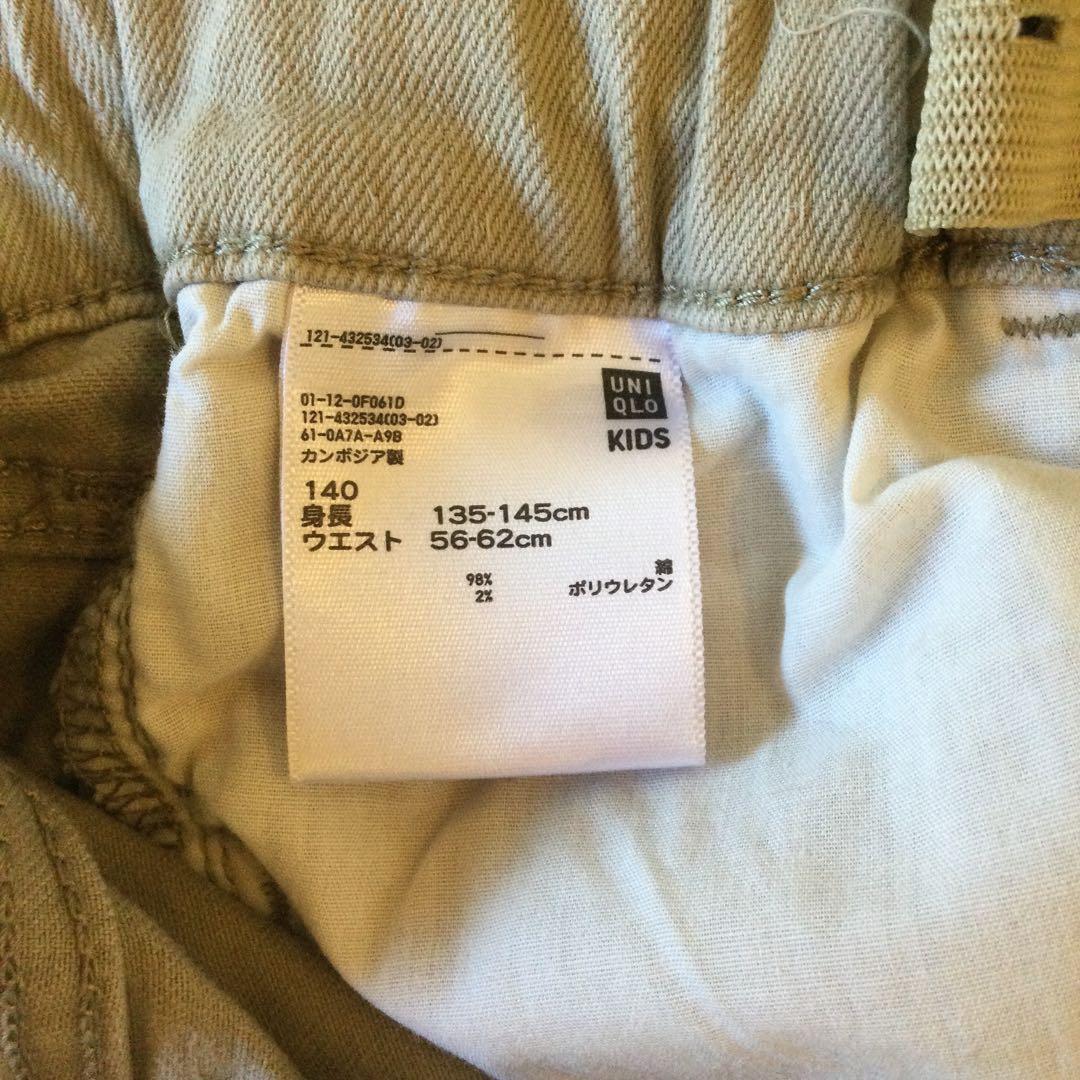 121-432534(03-02)
UNI
QLO
KIDS
01-12-0F061D
121-432534(03-02)
61-0A7A-A9B
カンボジア製
140
身長 135-145cm
ウエスト 56-62cm
98% 綿
2% ポリウレタン